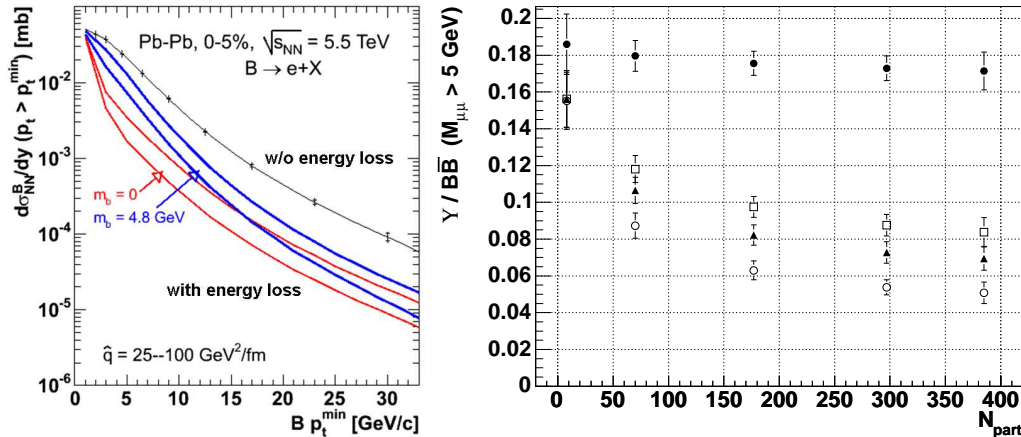 dσ_NN^B/dy (p_t > p_t^min) [mb]
10^-2
10^-3
10^-4
10^-5
10^-6
Pb-Pb, 0-5%, √s_NN = 5.5 TeV
B → e+X
w/o energy loss
m_b = 0
m_b = 4.8 GeV
with energy loss
q̂ = 25--100 GeV²/fm
0 5 10 15 20 25 30
B p_t^min [GeV/c]
Υ / BB̅ (M_μμ > 5 GeV)
0.2
0.18
0.16
0.14
0.12
0.1
0.08
0.06
0.04
0.02
0
0 50 100 150 200 250 300 350 400
N_part